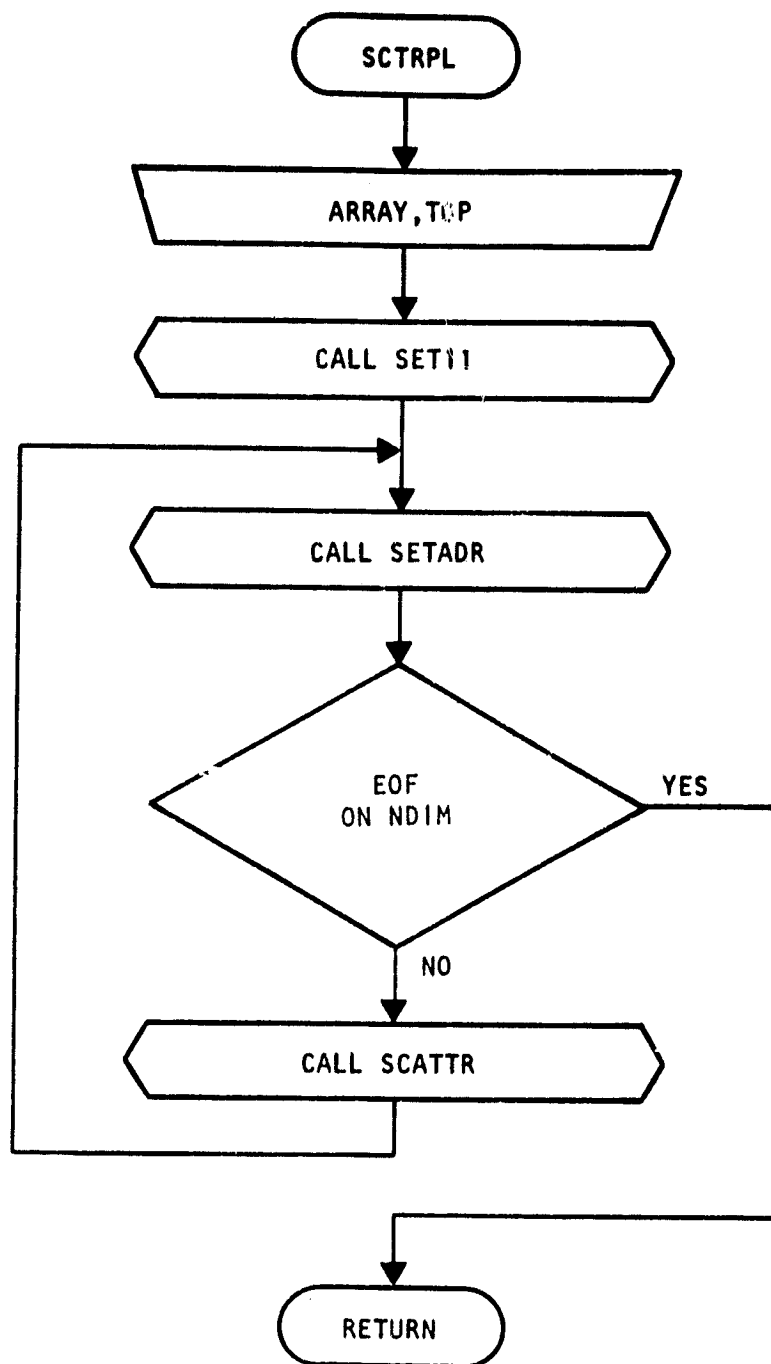 SCTRPL
ARRAY,TOP
CALL SET11
CALL SETADR
EOF
ON NDIM
YES
NO
CALL SCATTR
RETURN